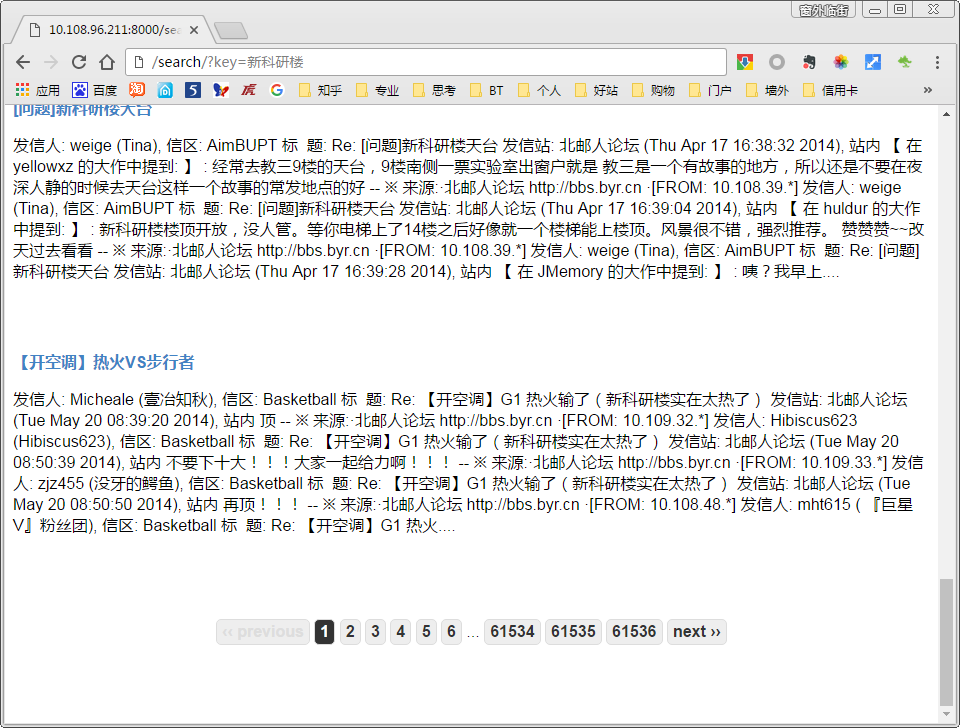 窗外临街
10.108.96.211:8000/sea
/search/?key=新科研楼
应用 百度 知乎 专业 思考 BT 个人 好站 购物 门户 墙外 信用卡 »
[问题]新科研楼天台
发信人: weige (Tina), 信区: AimBUPT 标 题: Re: [问题]新科研楼天台 发信站: 北邮人论坛 (Thu Apr 17 16:38:32 2014), 站内 【 在
yellowxz 的大作中提到: 】 : 经常去教三9楼的天台，9楼南侧一票实验室出窗户就是 教三是一个有故事的地方，所以还是不要在夜
深人静的时候去天台这样一个故事的常发地点的好 -- ※ 来源:·北邮人论坛 http://bbs.byr.cn ·[FROM: 10.108.39.*] 发信人: weige
(Tina), 信区: AimBUPT 标 题: Re: [问题]新科研楼天台 发信站: 北邮人论坛 (Thu Apr 17 16:39:04 2014), 站内 【 在 huldur 的大作
中提到: 】 : 新科研楼楼顶开放，没人管。等你电梯上了14楼之后好像就一个楼梯能上楼顶。风景很不错，强烈推荐。 赞赞赞~~改
天过去看看 -- ※ 来源:·北邮人论坛 http://bbs.byr.cn ·[FROM: 10.108.39.*] 发信人: weige (Tina), 信区: AimBUPT 标 题: Re: [问题]
新科研楼天台 发信站: 北邮人论坛 (Thu Apr 17 16:39:28 2014), 站内 【 在 JMemory 的大作中提到: 】 : 咦？我早上....
【开空调】热火VS步行者
发信人: Micheale (壹冶知秋), 信区: Basketball 标 题: Re: 【开空调】G1 热火输了（新科研楼实在太热了） 发信站: 北邮人论坛
(Tue May 20 08:39:20 2014), 站内 顶 -- ※ 来源:·北邮人论坛 http://bbs.byr.cn ·[FROM: 10.109.32.*] 发信人: Hibiscus623
(Hibiscus623), 信区: Basketball 标 题: Re: 【开空调】G1 热火输了（新科研楼实在太热了） 发信站: 北邮人论坛 (Tue May 20
08:50:39 2014), 站内 不要下十大！！！大家一起给力啊！！！ -- ※ 来源:·北邮人论坛 http://bbs.byr.cn ·[FROM: 10.109.33.*] 发信
人: zjz455 (没牙的鳄鱼), 信区: Basketball 标 题: Re: 【开空调】G1 热火输了（新科研楼实在太热了） 发信站: 北邮人论坛 (Tue
May 20 08:50:50 2014), 站内 再顶！！！ -- ※ 来源:·北邮人论坛 http://bbs.byr.cn ·[FROM: 10.108.48.*] 发信人: mht615 ( 『巨星
V』粉丝团), 信区: Basketball 标 题: Re: 【开空调】G1 热火....
‹‹ previous 1 2 3 4 5 6 ... 61534 61535 61536 next ››